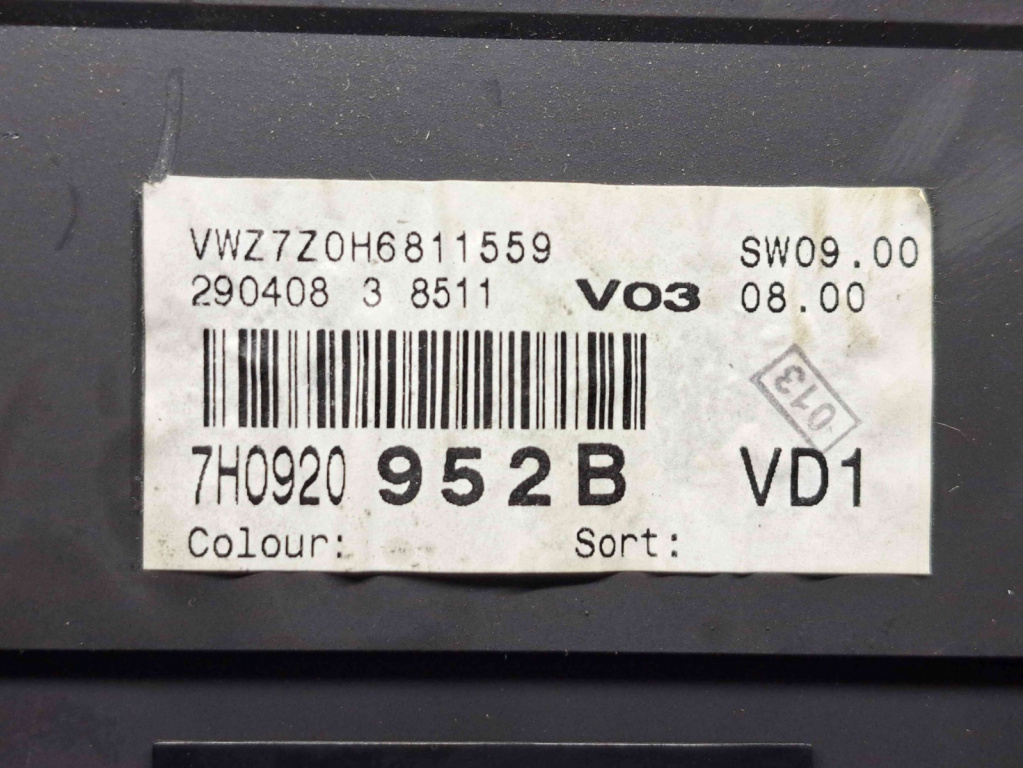 VWZ7Z0H6811559 SW09.00
290408 3 8511 V03 08.00
013
7H0920 952B VD1
Colour: Sort: